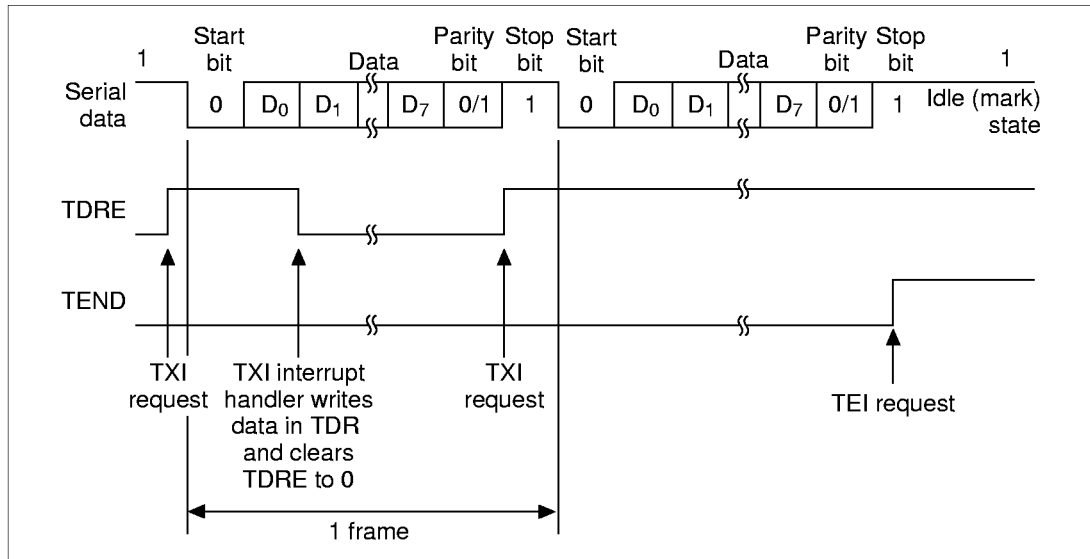 1 Start bit Data Parity bit Stop bit Start bit Data Parity bit Stop bit 1
Serial data 0 D0 D1 D7 0/1 1 0 D0 D1 D7 0/1 1 Idle (mark) state
TDRE
TEND
TXI request
TXI interrupt
handler writes
data in TDR
and clears
TDRE to 0
TXI request
TEI request
1 frame